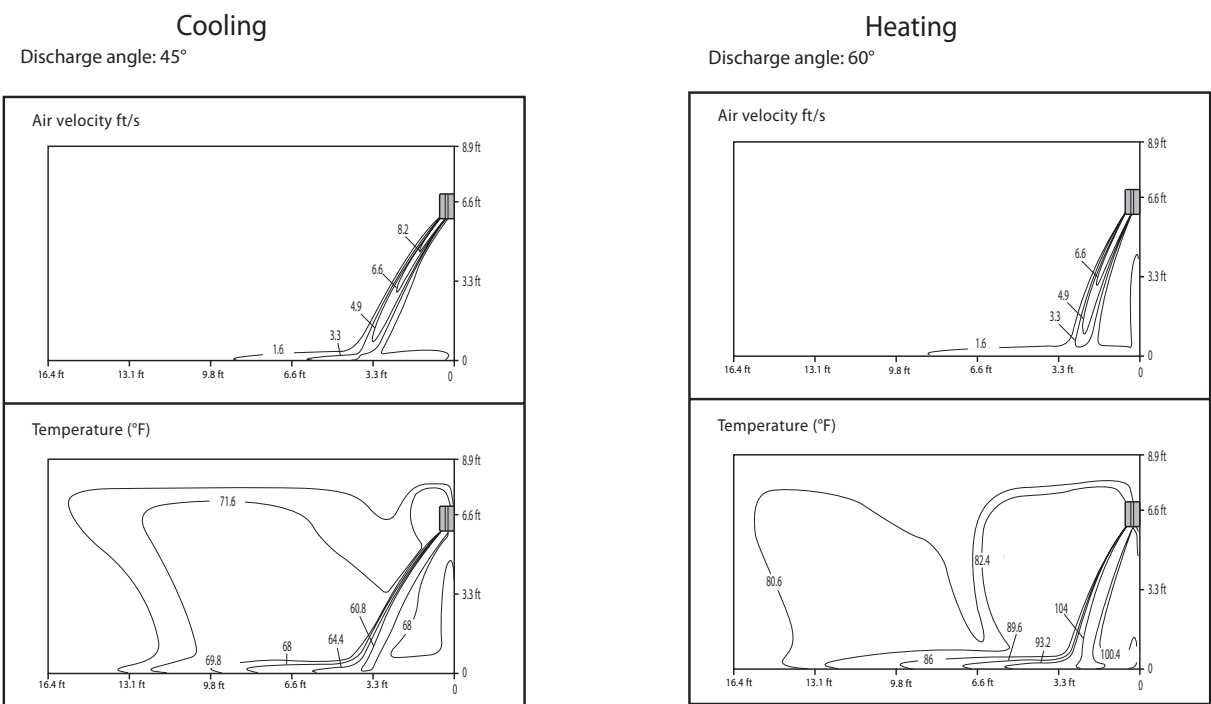 Cooling
Discharge angle: 45°
Air velocity ft/s
8.9 ft
6.6 ft
8.2
6.6
3.3 ft
4.9
3.3
1.6
0
16.4 ft 13.1 ft 9.8 ft 6.6 ft 3.3 ft 0
Temperature (°F)
8.9 ft
71.6
6.6 ft
3.3 ft
60.8
68
64.4
68
69.8
0
16.4 ft 13.1 ft 9.8 ft 6.6 ft 3.3 ft 0
Heating
Discharge angle: 60°
Air velocity ft/s
8.9 ft
6.6 ft
6.6
3.3 ft
4.9
3.3
1.6
0
16.4 ft 13.1 ft 9.8 ft 6.6 ft 3.3 ft 0
Temperature (°F)
8.9 ft
6.6 ft
82.4
80.6
3.3 ft
104
89.6
93.2
100.4
86
0
16.4 ft 13.1 ft 9.8 ft 6.6 ft 3.3 ft 0